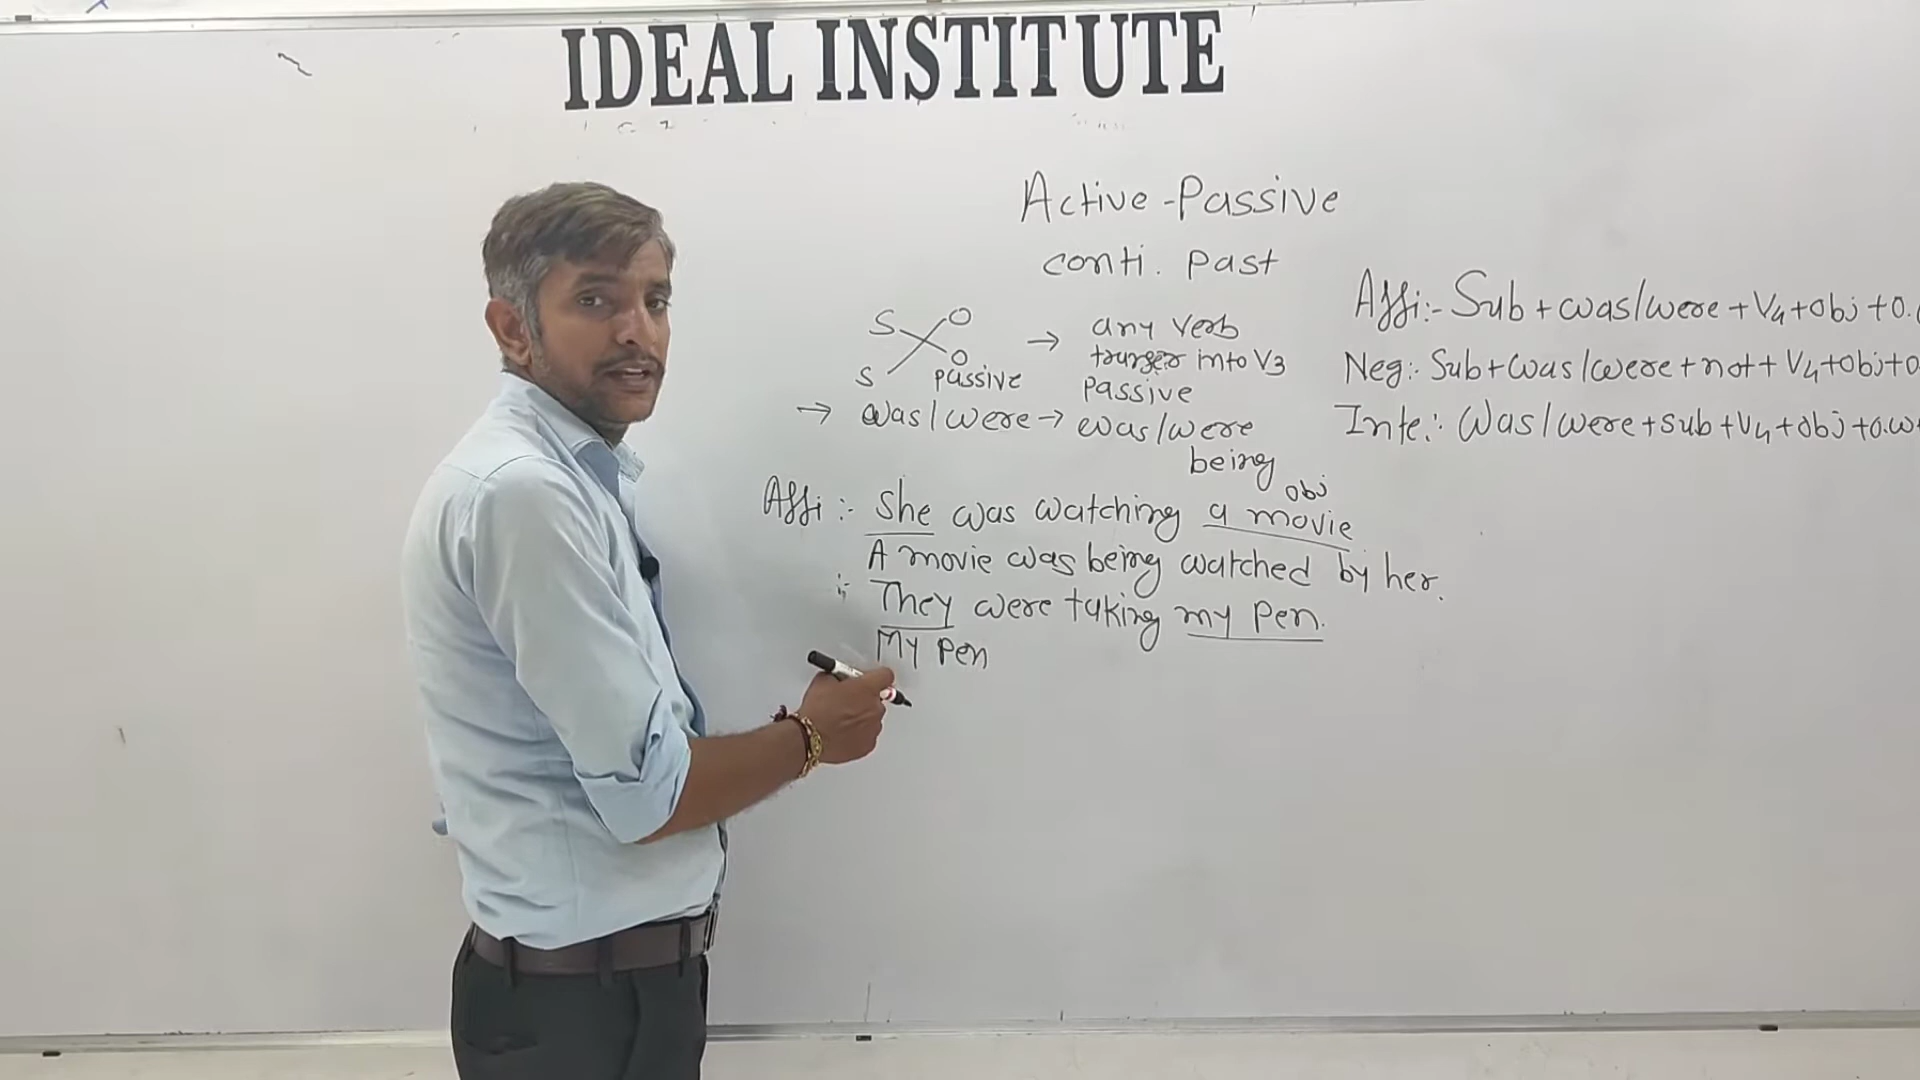 IDEAL INSTITUTE
Active-Passive
conti. past
S O
S O
passive
→ any verb
into V3
passive
→ was/were → was/were
being
Affi:- Sub+was/were+V4+obj+o.
Neg:- Sub+was/were+not+V4+obj+o
Inte:- Was/were+sub+V4+obj+o.w+
obj
Affi:- She was watching a movie
A movie was being watched by her.
:- They were taking my pen.
My pen